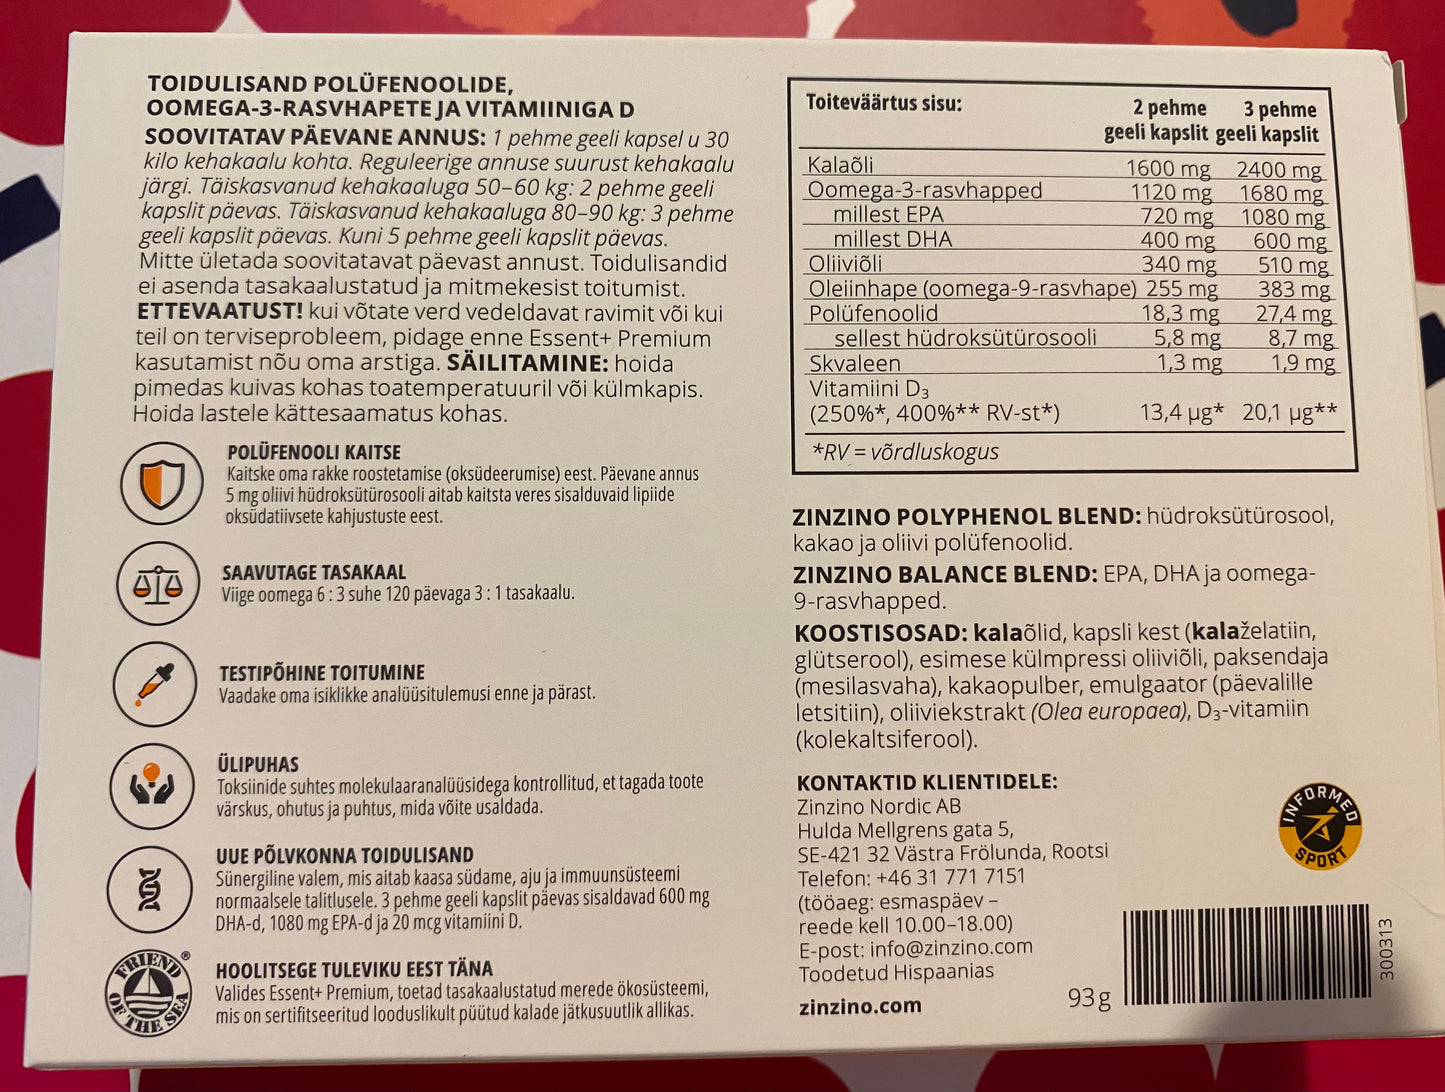 TOIDULISAND POLÜFENOOLIDE,
OOMEGA-3-RASVHAPETE JA VITAMIINIGA D
SOOVITATAV PÄEVANE ANNUS: 1 pehme geeli kapsel u 30
kilo kehakaalu kohta. Reguleerige annuse suurust kehakaalu
järgi. Täiskasvanud kehakaaluga 50–60 kg: 2 pehme geeli
kapslit päevas. Täiskasvanud kehakaaluga 80–90 kg: 3 pehme
geeli kapslit päevas. Kuni 5 pehme geeli kapslit päevas.
Mitte ületada soovitatavat päevast annust. Toidulisandid
ei asenda tasakaalustatud ja mitmekesist toitumist.
ETTEVAATUST! kui võtate verd vedeldavat ravimit või kui
teil on terviseprobleem, pidage enne Essent+ Premium
kasutamist nõu oma arstiga. SÄILITAMINE: hoida
pimedas kuivas kohas toatemperatuuril või külmkapis.
Hoida lastele kättesaamatus kohas.
POLÜFENOOLI KAITSE
Kaitske oma rakke roostetamise (oksüdeerumise) eest. Päevane annus
5 mg oliivi hüdroksütürosooli aitab kaitsta veres sisalduvaid lipiide
oksüdatiivsete kahjustuste eest.
SAAVUTAGE TASAKAAL
Viige oomega 6 : 3 suhe 120 päevaga 3 : 1 tasakaalu.
TESTIPÕHINE TOITUMINE
Vaadake oma isiklikke analüüsitulemusi enne ja pärast.
ÜLIPUHAS
Toksiinide suhtes molekulaaranalüüsidega kontrollitud, et tagada toote
värskus, ohutus ja puhtus, mida võite usaldada.
UUE PÕLVKONNA TOIDULISAND
Sünergiline valem, mis aitab kaasa südame, aju ja immuunsüsteemi
normaalsele talitlusele. 3 pehme geeli kapslit päevas sisaldavad 600 mg
DHA-d, 1080 mg EPA-d ja 20 mcg vitamiini D.
FRIEND OF THE SEA ®
HOOLITSEGE TULEVIKU EEST TÄNA
Valides Essent+ Premium, toetad tasakaalustatud merede ökosüsteemi,
mis on sertifitseeritud looduslikult püütud kalade jätkusuutlik allikas.
Toiteväärtus sisu: 2 pehme 3 pehme
geeli kapslit geeli kapslit
Kalaõli 1600 mg 2400 mg
Oomega-3-rasvhapped 1120 mg 1680 mg
millest EPA 720 mg 1080 mg
millest DHA 400 mg 600 mg
Oliiviõli 340 mg 510 mg
Oleiinhape (oomega-9-rasvhape) 255 mg 383 mg
Polüfenoolid 18,3 mg 27,4 mg
sellest hüdroksütürosooli 5,8 mg 8,7 mg
Skvaleen 1,3 mg 1,9 mg
Vitamiini D₃
(250%*, 400%** RV-st*) 13,4 µg* 20,1 µg**
*RV = võrdluskogus
ZINZINO POLYPHENOL BLEND: hüdroksütürosool,
kakao ja oliivi polüfenoolid.
ZINZINO BALANCE BLEND: EPA, DHA ja oomega-
9-rasvhapped.
KOOSTISOSAD: kalaõlid, kapsli kest (kalaželatiin,
glütserool), esimese külmpressi oliiviõli, paksendaja
(mesilasvaha), kakaopulber, emulgaator (päevalille
letsitiin), oliiviekstrakt (Olea europaea), D₃-vitamiin
(kolekaltsiferool).
KONTAKTID KLIENTIDELE:
Zinzino Nordic AB
Hulda Mellgrens gata 5,
SE-421 32 Västra Frölunda, Rootsi
Telefon: +46 31 771 7151
(tööaeg: esmaspäev –
reede kell 10.00–18.00)
E-post: info@zinzino.com
Toodetud Hispaanias
zinzino.com
INFORMED
SPORT
93 g
300313